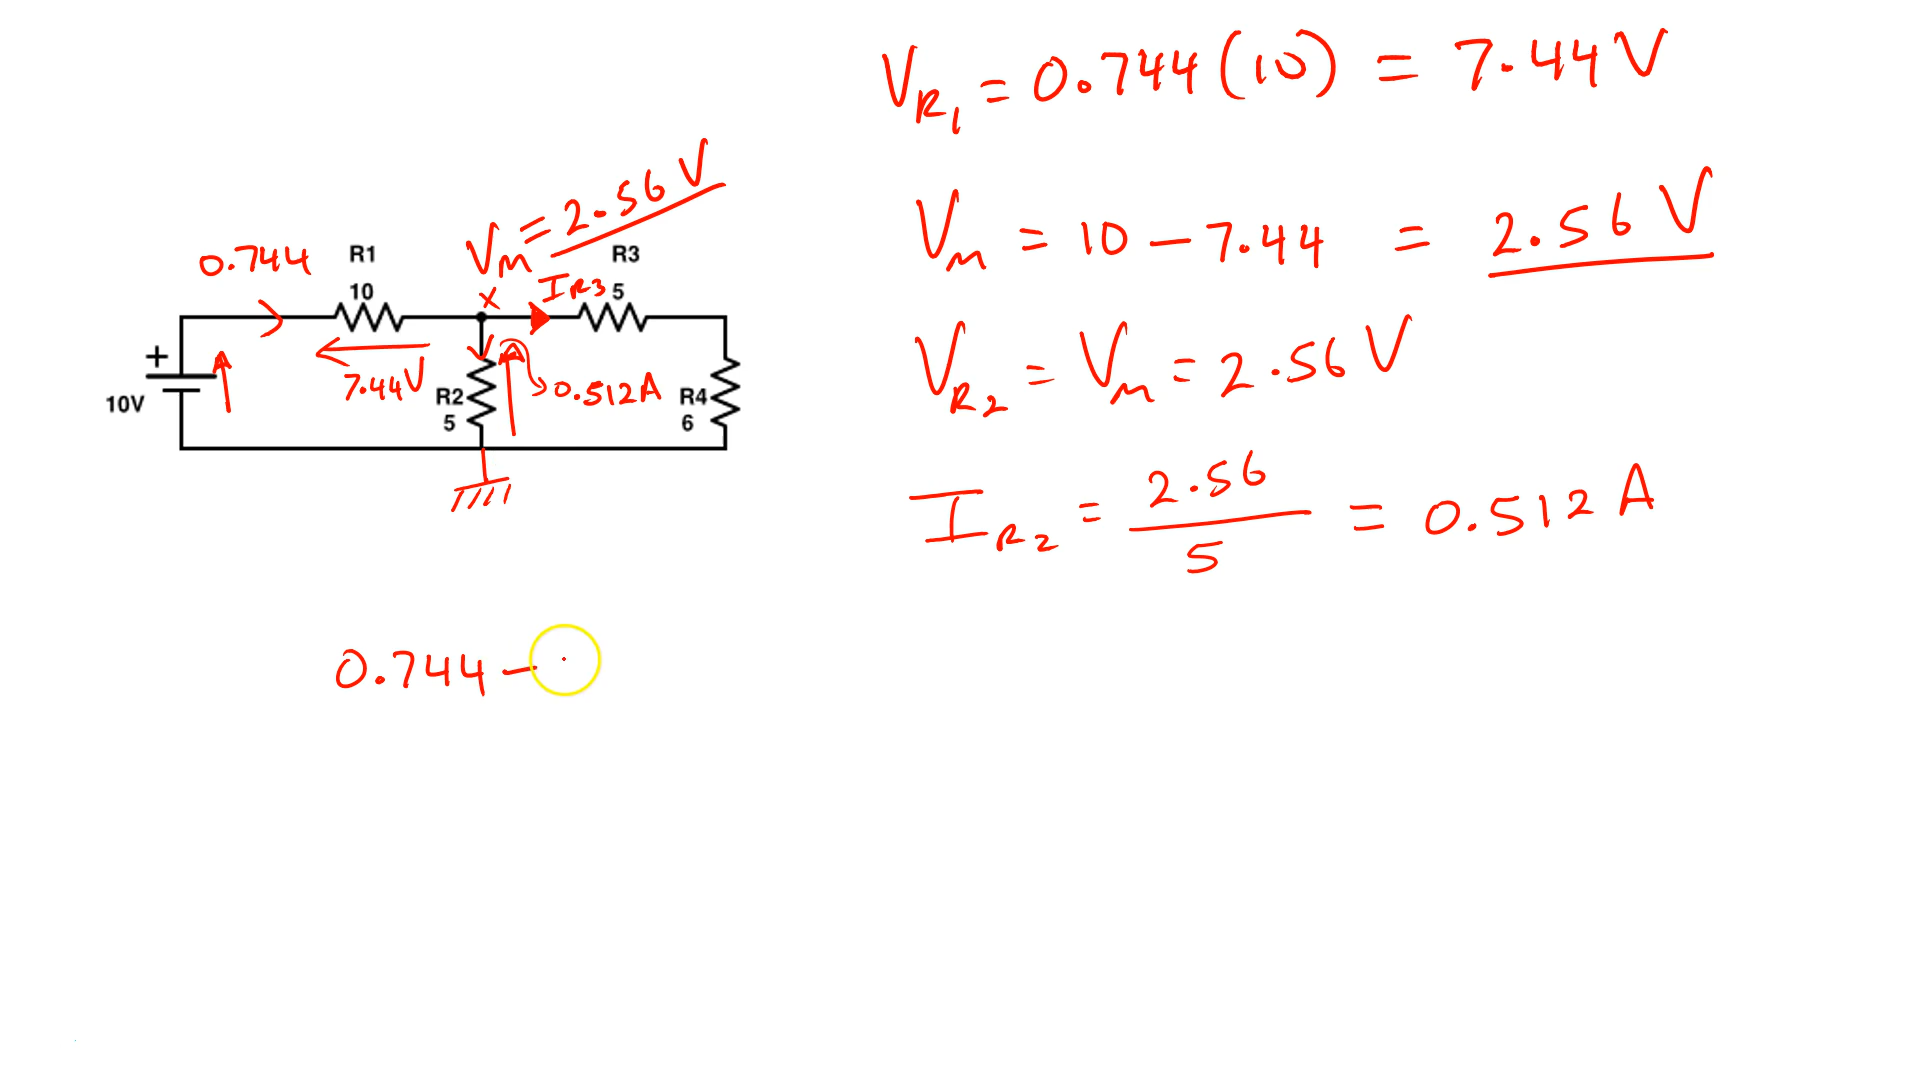 V_R1 = 0.744 (10) = 7.44 V
V_m = 2.56 V
V_m = 10 - 7.44 = 2.56 V
0.744 R1 R3
10 x I_R3 5
V_R2 = V_m = 2.56 V
+
7.44V
10V R2 0.512A R4
5 6
I_R2 = 2.56 / 5 = 0.512 A
0.744 -